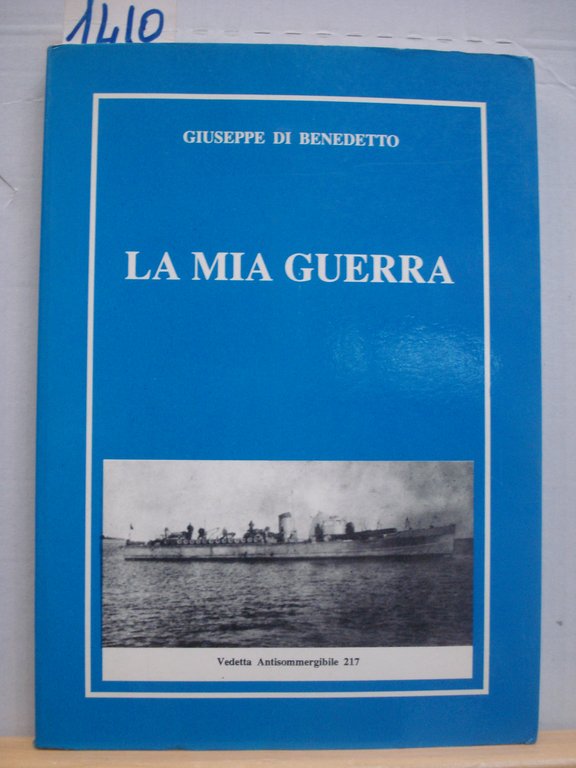 1410
GIUSEPPE DI BENEDETTO
LA MIA GUERRA
Vedetta Antisommergibile 217